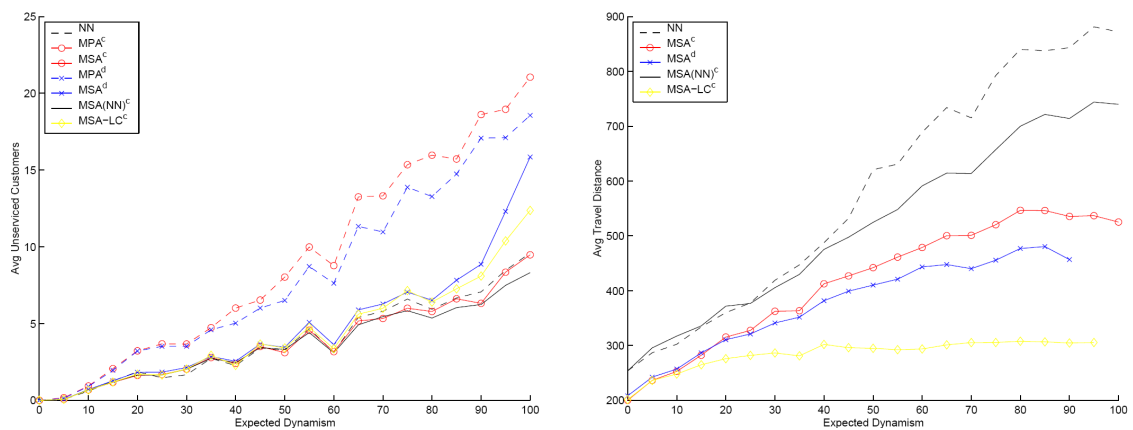 25
20
15
10
5
0
Avg Unserviced Customers
NN
MPA^c
MSA^c
MPA^d
MSA^d
MSA(NN)^c
MSA−LC^c
0 10 20 30 40 50 60 70 80 90 100
Expected Dynamism
900
800
700
600
500
400
300
200
Avg Travel Distance
NN
MSA^c
MSA^d
MSA(NN)^c
MSA−LC^c
0 10 20 30 40 50 60 70 80 90 100
Expected Dynamism